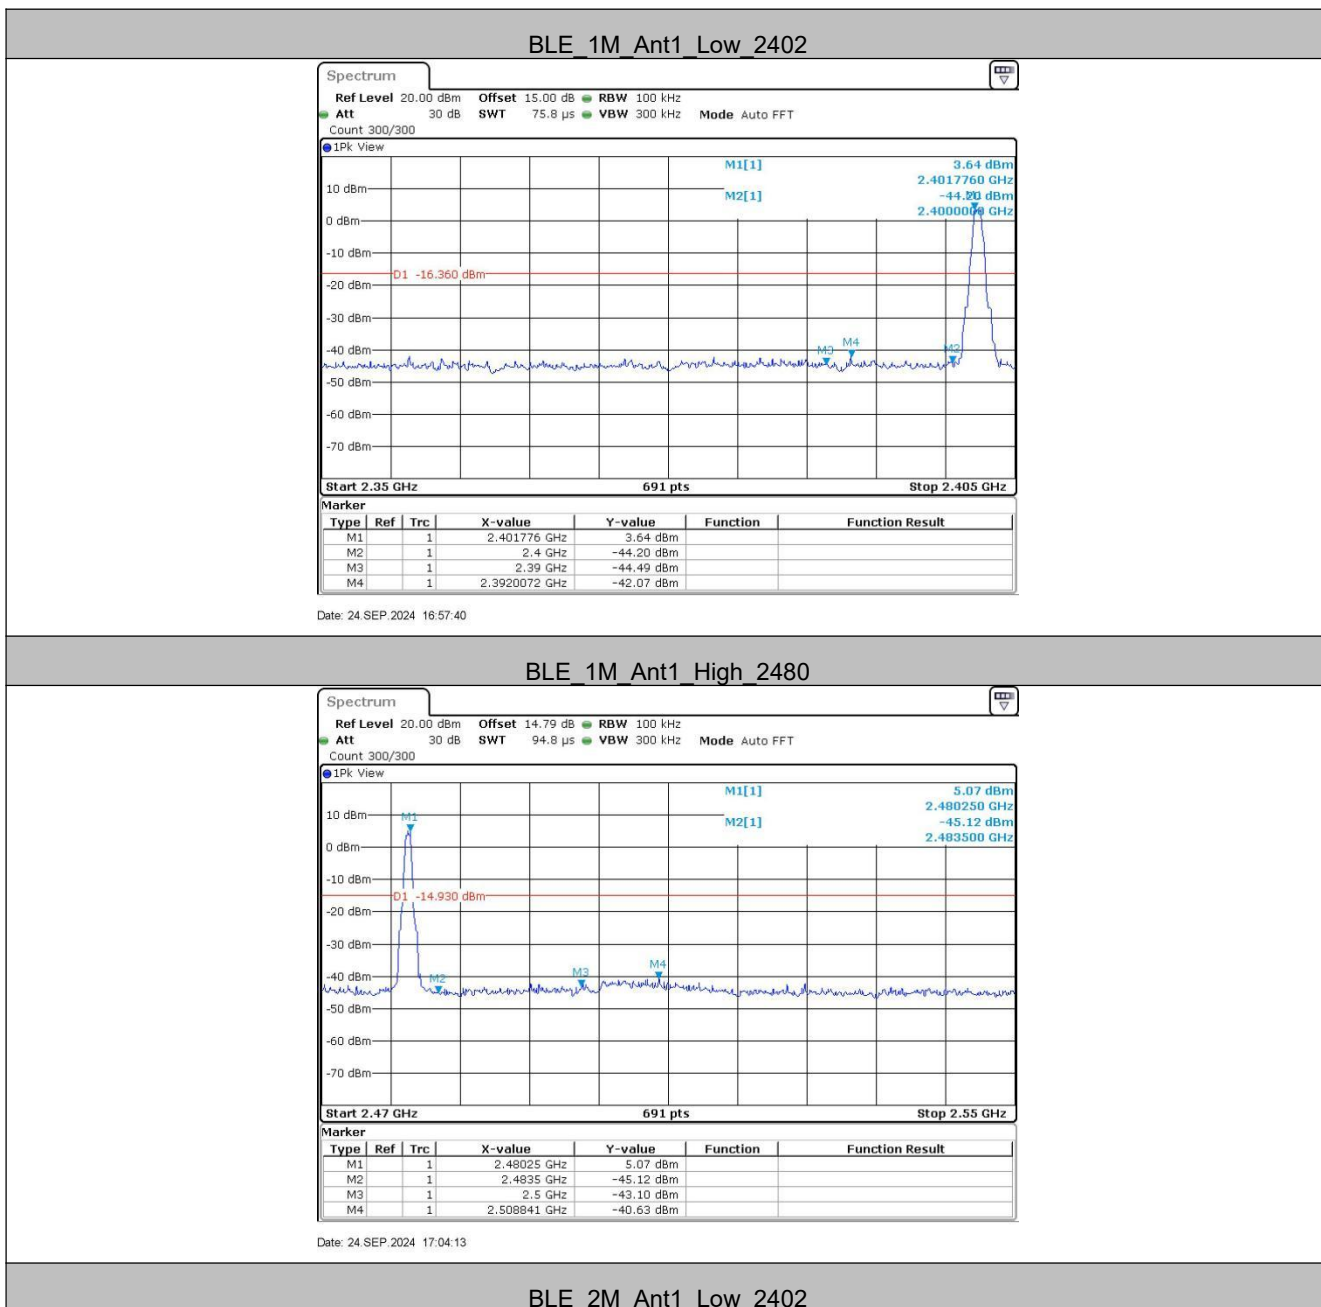 BLE_1M_Ant1_Low_2402
Spectrum
Ref Level 20.00 dBm Offset 15.00 dB RBW 100 kHz
Att 30 dB SWT 75.8 µs VBW 300 kHz Mode Auto FFT
Count 300/300
1Pk View
M1[1] 3.64 dBm
2.4017760 GHz
M2[1] -44.20 dBm
2.4000000 GHz
M1
10 dBm
0 dBm
-10 dBm
D1 -16.360 dBm
-20 dBm
-30 dBm
-40 dBm
M3 M4 M2
-50 dBm
-60 dBm
-70 dBm
Start 2.35 GHz 691 pts Stop 2.405 GHz
Marker
Type Ref Trc X-value Y-value Function Function Result
M1 1 2.401776 GHz 3.64 dBm
M2 1 2.4 GHz -44.20 dBm
M3 1 2.39 GHz -44.49 dBm
M4 1 2.3920072 GHz -42.07 dBm
Date: 24.SEP.2024 16:57:40
BLE_1M_Ant1_High_2480
Spectrum
Ref Level 20.00 dBm Offset 14.79 dB RBW 100 kHz
Att 30 dB SWT 94.8 µs VBW 300 kHz Mode Auto FFT
Count 300/300
1Pk View
M1[1] 5.07 dBm
2.480250 GHz
M2[1] -45.12 dBm
2.483500 GHz
10 dBm
M1
0 dBm
-10 dBm
D1 -14.930 dBm
-20 dBm
-30 dBm
-40 dBm
M2 M3 M4
-50 dBm
-60 dBm
-70 dBm
Start 2.47 GHz 691 pts Stop 2.55 GHz
Marker
Type Ref Trc X-value Y-value Function Function Result
M1 1 2.48025 GHz 5.07 dBm
M2 1 2.4835 GHz -45.12 dBm
M3 1 2.5 GHz -43.10 dBm
M4 1 2.508841 GHz -40.63 dBm
Date: 24.SEP.2024 17:04:13
BLE_2M_Ant1_Low_2402